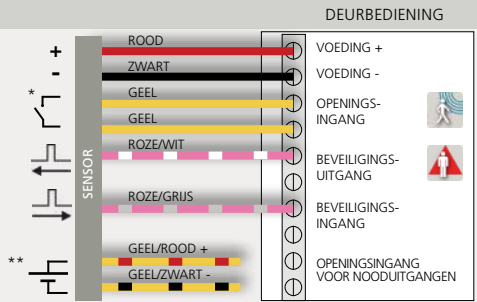 DEURBEDIENING
+ ROOD VOEDING +
- ZWART VOEDING -
* GEEL OPENINGS-
INGANG
GEEL
ROZE/WIT BEVEILIGINGS-
UITGANG
SENSOR
ROZE/GRIJS BEVEILIGINGS-
INGANG
** GEEL/ROOD + OPENINGSINGANG
VOOR NOODUITGANGEN
GEEL/ZWART -